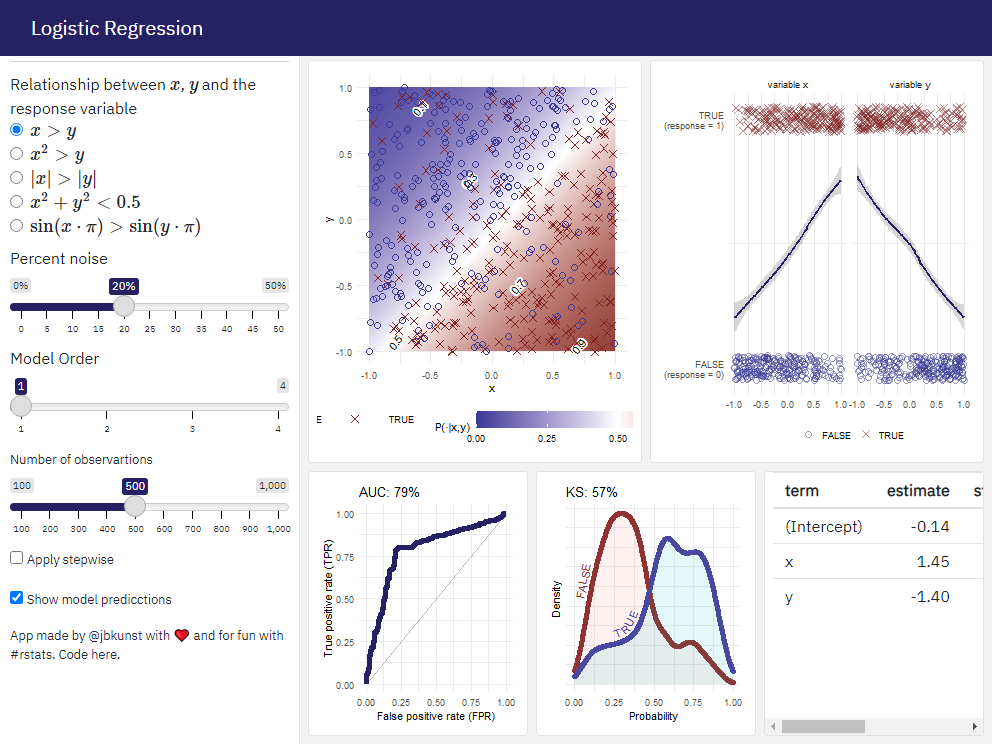 Logistic Regression
Relationship between x, y and the
response variable
x > y
x² > y
|x| > |y|
x² + y² < 0.5
sin(x · π) > sin(y · π)
Percent noise
0% 20% 50%
0 5 10 15 20 25 30 35 40 45 50
Model Order
1 4
1 2 3 4
Number of observartions
100 500 1,000
100 200 300 400 500 600 700 800 900 1,000
Apply stepwise
Show model predicctions
App made by @jbkunst with ❤ and for fun with
#rstats. Code here.
1.0
0.5
0.0
-0.5
-1.0
y
0.3
0.5
0.7
0.9
-1.0 -0.5 0.0 0.5 1.0
x
E TRUE
P(·|x,y)
0.00 0.25 0.50
variable x variable y
TRUE
(response = 1)
FALSE
(response = 0)
-1.0 -0.5 0.0 0.5 1.0 -1.0 -0.5 0.0 0.5 1.0
FALSE TRUE
AUC: 79%
True positive rate (TPR)
1.00
0.75
0.50
0.25
0.00
0.00 0.25 0.50 0.75 1.00
False positive rate (FPR)
KS: 57%
Density
FALSE
TRUE
0.00 0.25 0.50 0.75 1.00
Probability
term estimate
(Intercept) -0.14
x 1.45
y -1.40